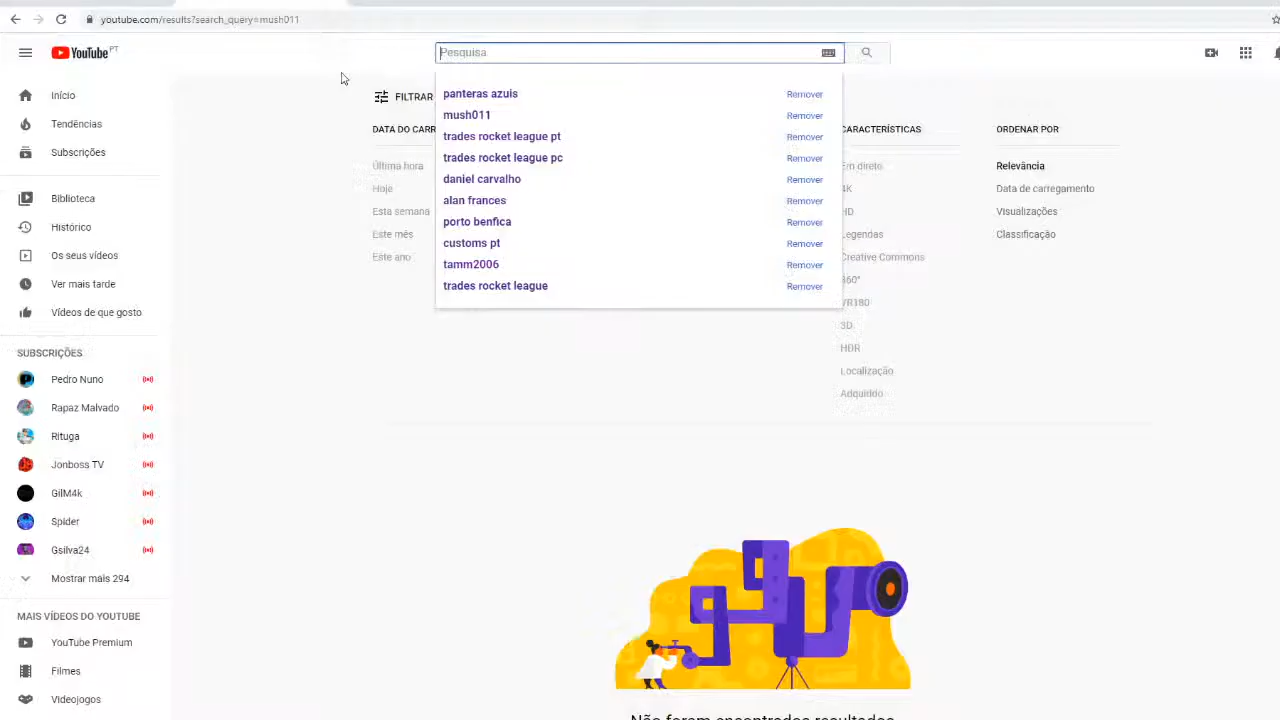 youtube.com/results?search_query=mush011
YouTube PT
Pesquisa
Início
Tendências
Subscrições
Biblioteca
Histórico
Os seus vídeos
Ver mais tarde
Vídeos de que gosto
SUBSCRIÇÕES
Pedro Nuno
Rapaz Malvado
Rituga
Jonboss TV
GilM4k
Spider
Gsilva24
Mostrar mais 294
MAIS VÍDEOS DO YOUTUBE
YouTube Premium
Filmes
Videojogos
FILTRAR
DATA DO CARR
Última hora
Hoje
Esta semana
Este mês
Este ano
panteras azuis Remover
mush011 Remover
trades rocket league pt Remover
trades rocket league pc Remover
daniel carvalho Remover
alan frances Remover
porto benfica Remover
customs pt Remover
tamm2006 Remover
trades rocket league Remover
CARACTERÍSTICAS
Em direto
4K
HD
Legendas
Creative Commons
360°
VR180
3D
HDR
Localização
Adquirido
ORDENAR POR
Relevância
Data de carregamento
Visualizações
Classificação
Não foram encontrados resultados